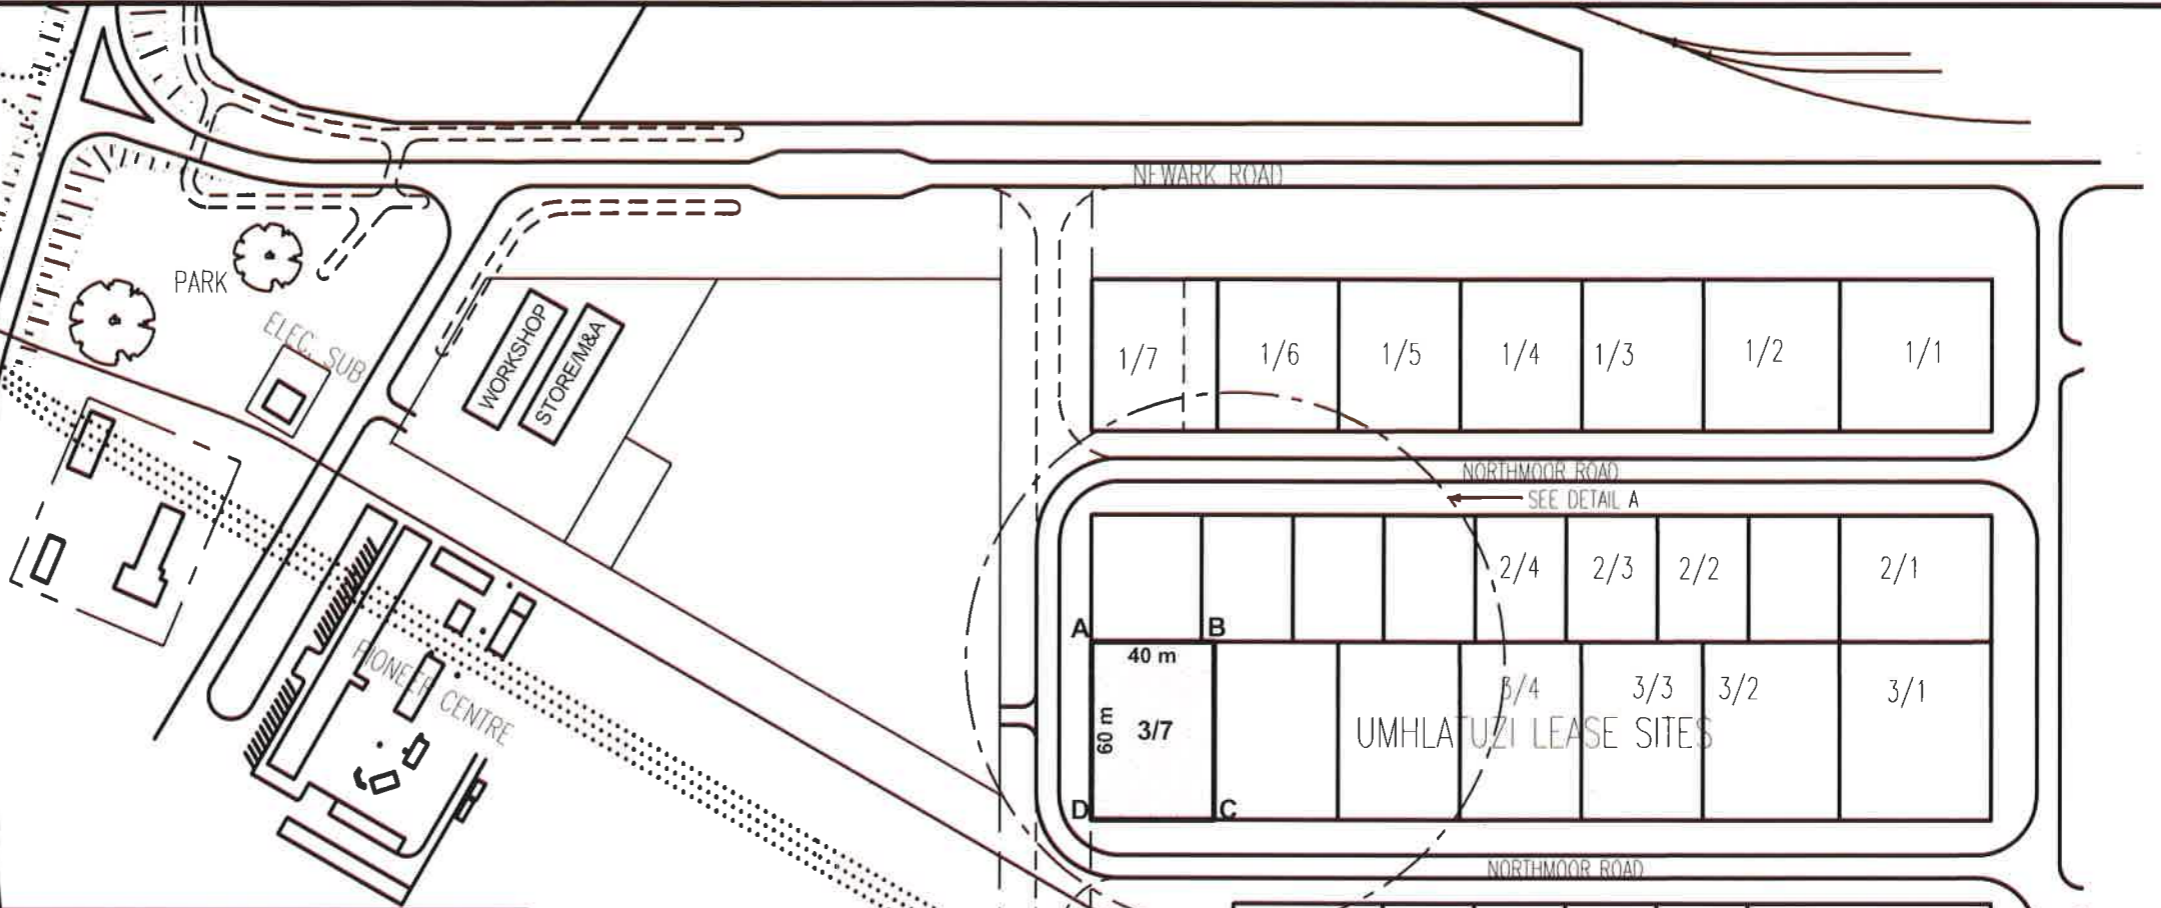 NEWARK ROAD
PARK
ELEC. SUB
WORKSHOP
STORE/M&A
1/7
1/6
1/5
1/4
1/3
1/2
1/1
NORTHMOOR ROAD
SEE DETAIL A
2/4
2/3
2/2
2/1
A
B
40 m
60 m
3/7
3/4
3/3
3/2
3/1
UMHLATUZI LEASE SITES
D
C
PIONEER CENTRE
NORTHMOOR ROAD